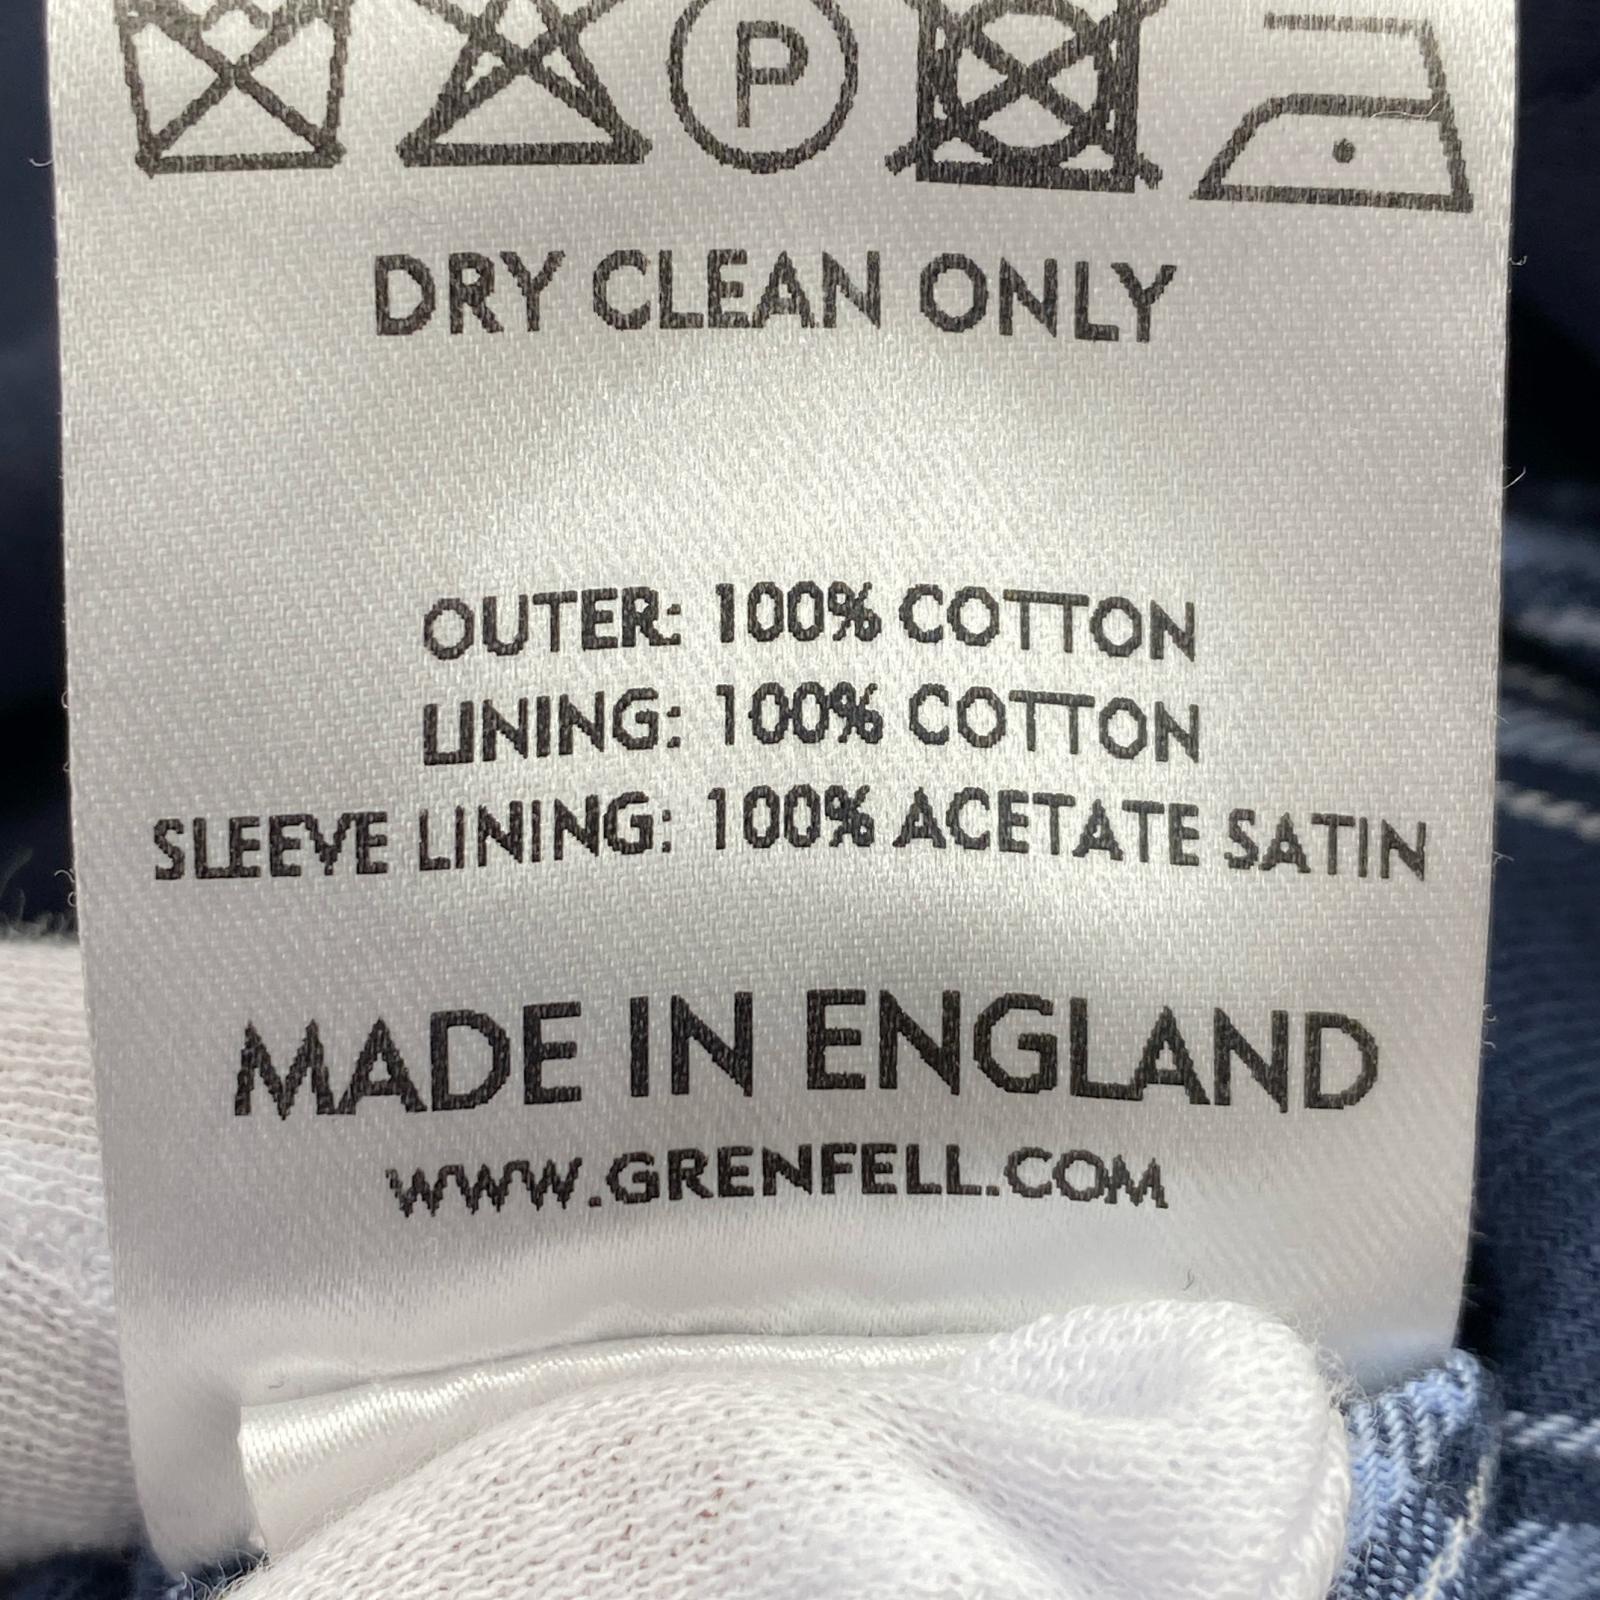 P
DRY CLEAN ONLY
OUTER: 100% COTTON
LINING: 100% COTTON
SLEEVE LINING: 100% ACETATE SATIN
MADE IN ENGLAND
WWW.GRENFELL.COM